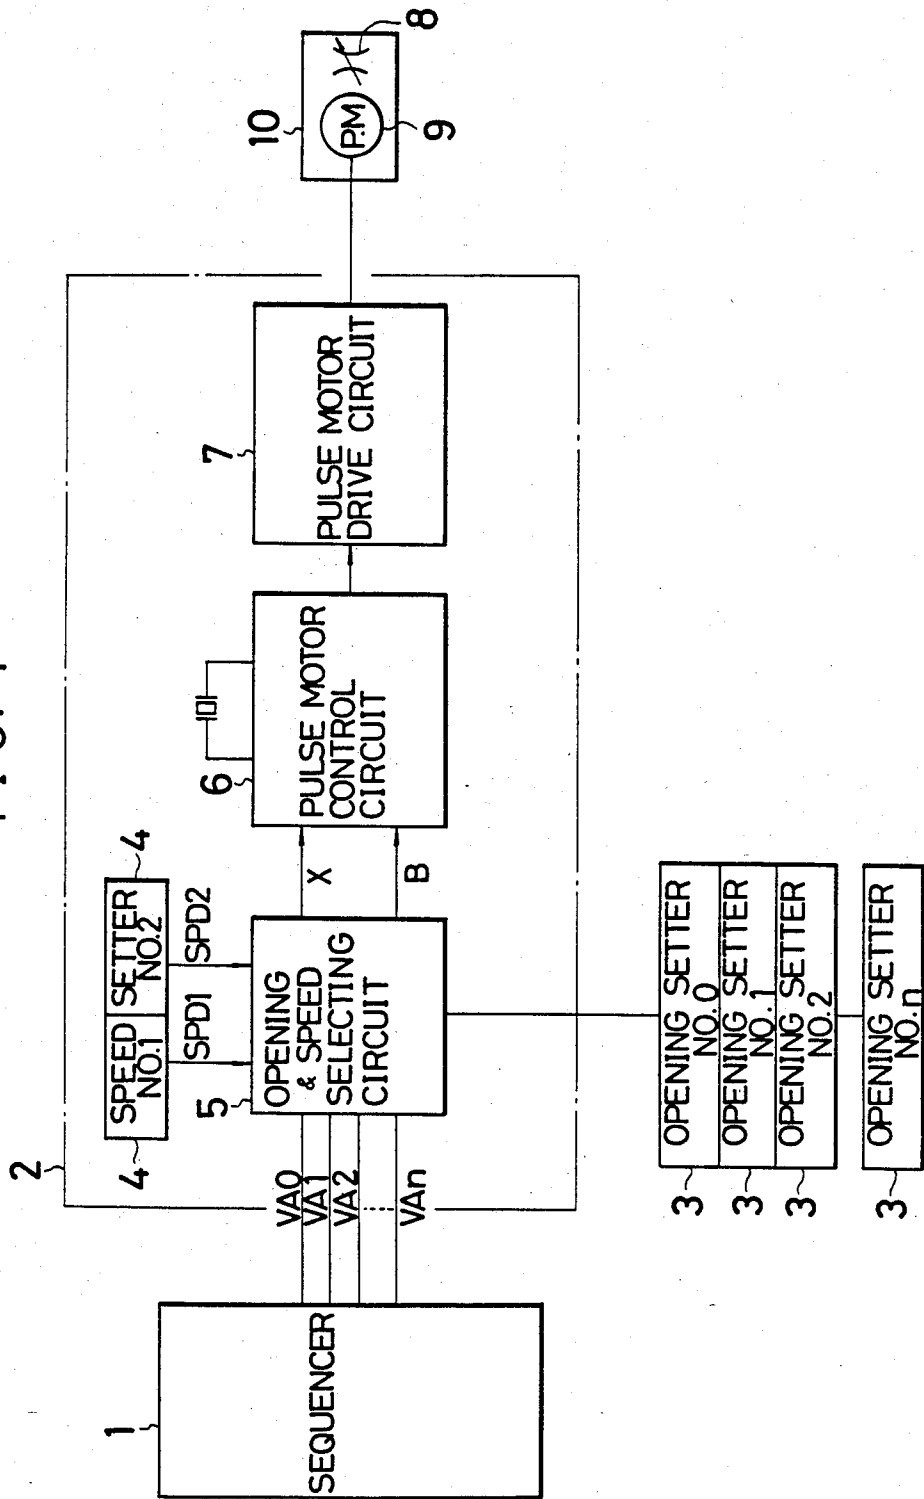 2
4
SPEED SETTER
NO.1 NO.2
4
SPD1
SPD2
1
SEQUENCER
VA0
VA1
VA2
VAn
5
OPENING
& SPEED
SELECTING
CIRCUIT
X
B
6
PULSE MOTOR
CONTROL
CIRCUIT
7
PULSE MOTOR
DRIVE CIRCUIT
10
P.M
8
9
3
OPENING SETTER
NO.0
3
OPENING SETTER
NO.1
3
OPENING SETTER
NO.2
3
OPENING SETTER
NO.n